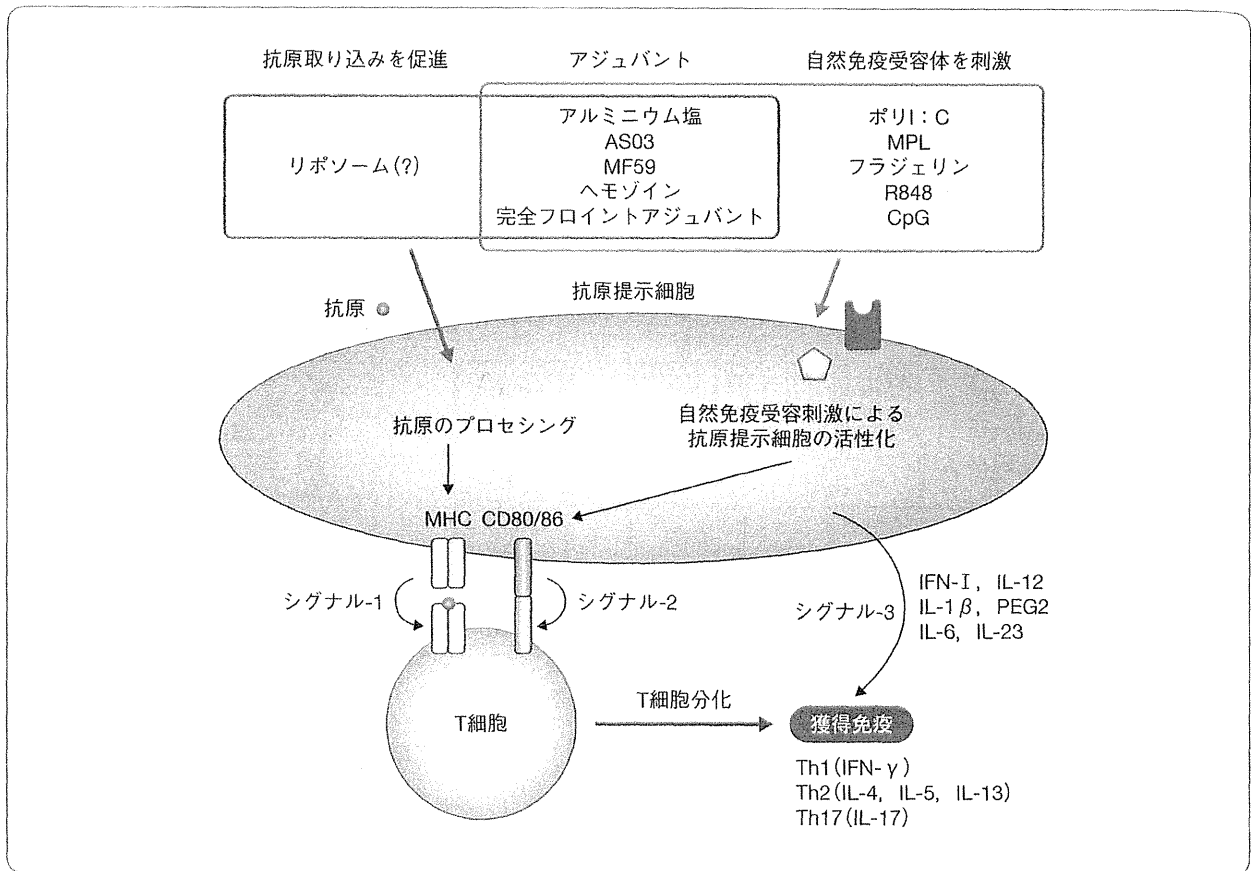 抗原取り込みを促進
アジュバント
自然免疫受容体を刺激
リポソーム(?)
アルミニウム塩
AS03
MF59
ヘモゾイン
完全フロイントアジュバント
ポリI:C
MPL
フラジェリン
R848
CpG
抗原
抗原提示細胞
抗原のプロセシング
自然免疫受容刺激による
抗原提示細胞の活性化
MHC CD80/86
シグナル-1
シグナル-2
シグナル-3
IFN-I, IL-12
IL-1β, PEG2
IL-6, IL-23
T細胞
T細胞分化
獲得免疫
Th1(IFN-γ)
Th2(IL-4, IL-5, IL-13)
Th17(IL-17)